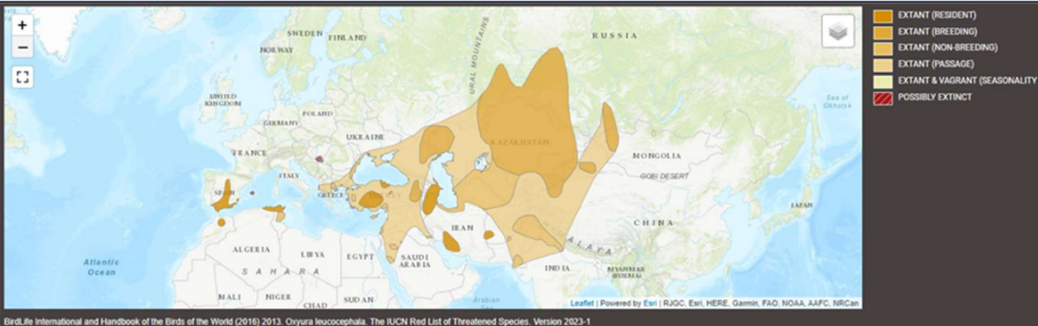 +
−
EXTANT (RESIDENT)
EXTANT (BREEDING)
EXTANT (NON-BREEDING)
EXTANT (PASSAGE)
EXTANT & VAGRANT (SEASONALITY
POSSIBLY EXTINCT
SWEDEN
FINLAND
NORWAY
RUSSIA
URAL MOUNTAINS
UNITED
KINGDOM
POLAND
GERMANY
UKRAINE
FRANCE
KAZAKHSTAN
MONGOLIA
GOBI DESERT
Sea of
Okhotsk
ITALY
SPAIN
GREECE
TURKEY
JAPAN
CHINA
IRAN
ALGERIA
LIBYA
EGYPT
SAUDI
ARABIA
SAHARA
INDIA
MYANMAR
(BURMA)
Atlantic
Ocean
MALI
NIGER
CHAD
SUDAN
Arabian
Leaflet | Powered by Esri | RJGC, Esri, HERE, Garmin, FAO, NOAA, AAFC, NRCan
BirdLife International and Handbook of the Birds of the World (2016) 2013. Oxyura leucocephala. The IUCN Red List of Threatened Species. Version 2023-1